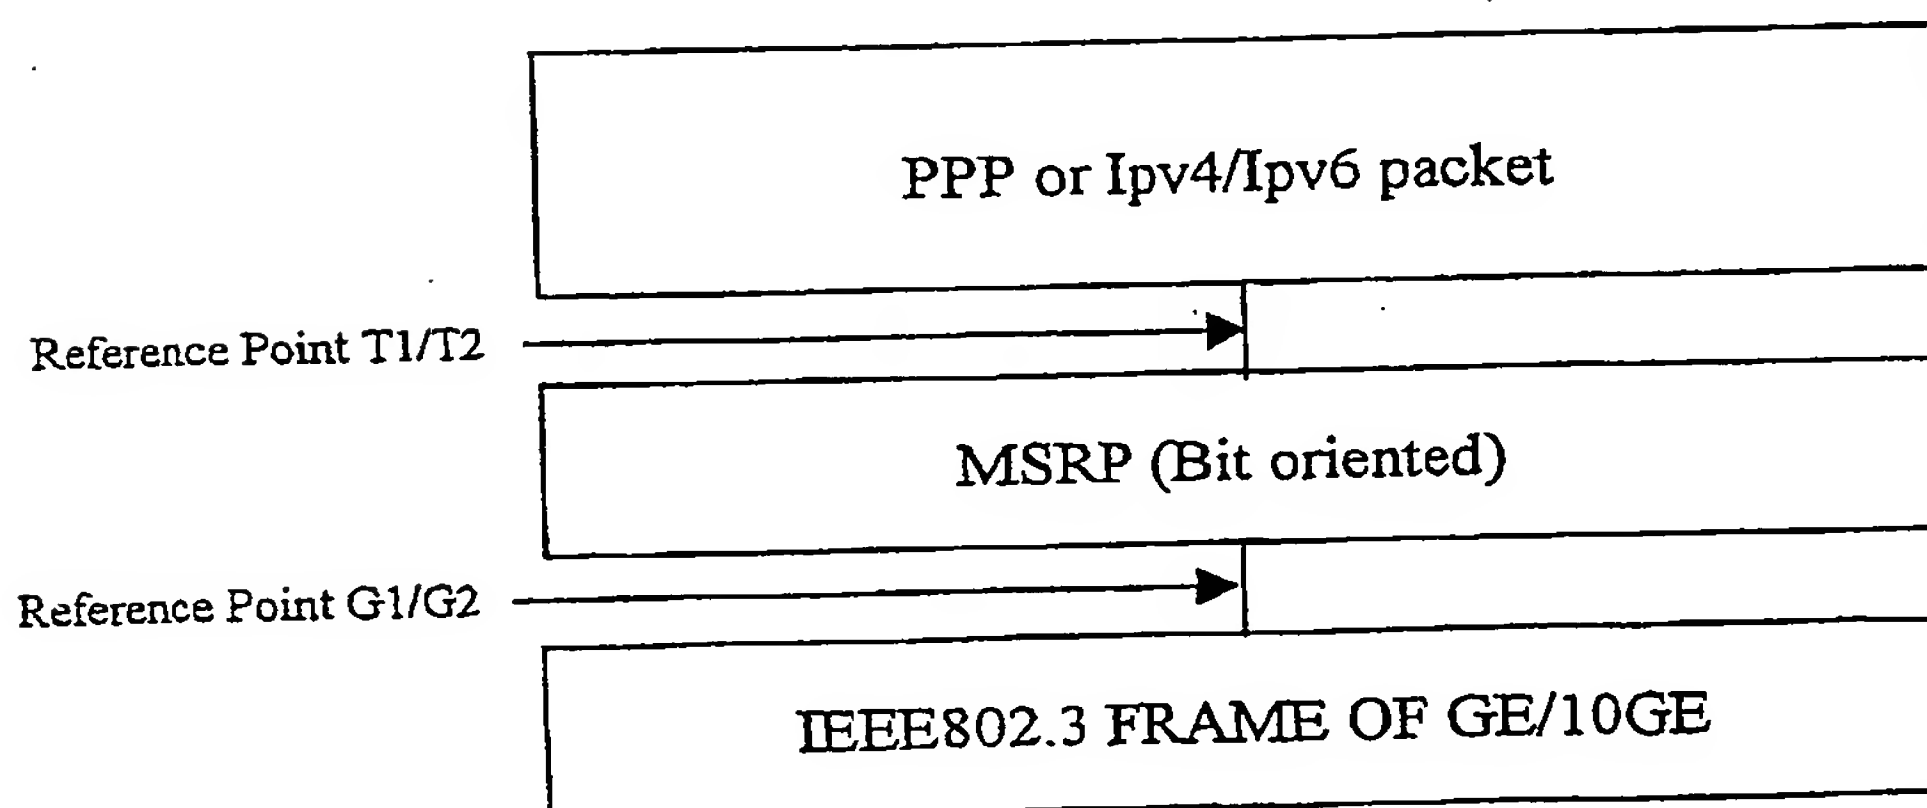 PPP or Ipv4/Ipv6 packet
Reference Point T1/T2
MSRP (Bit oriented)
Reference Point G1/G2
IEEE802.3 FRAME OF GE/10GE